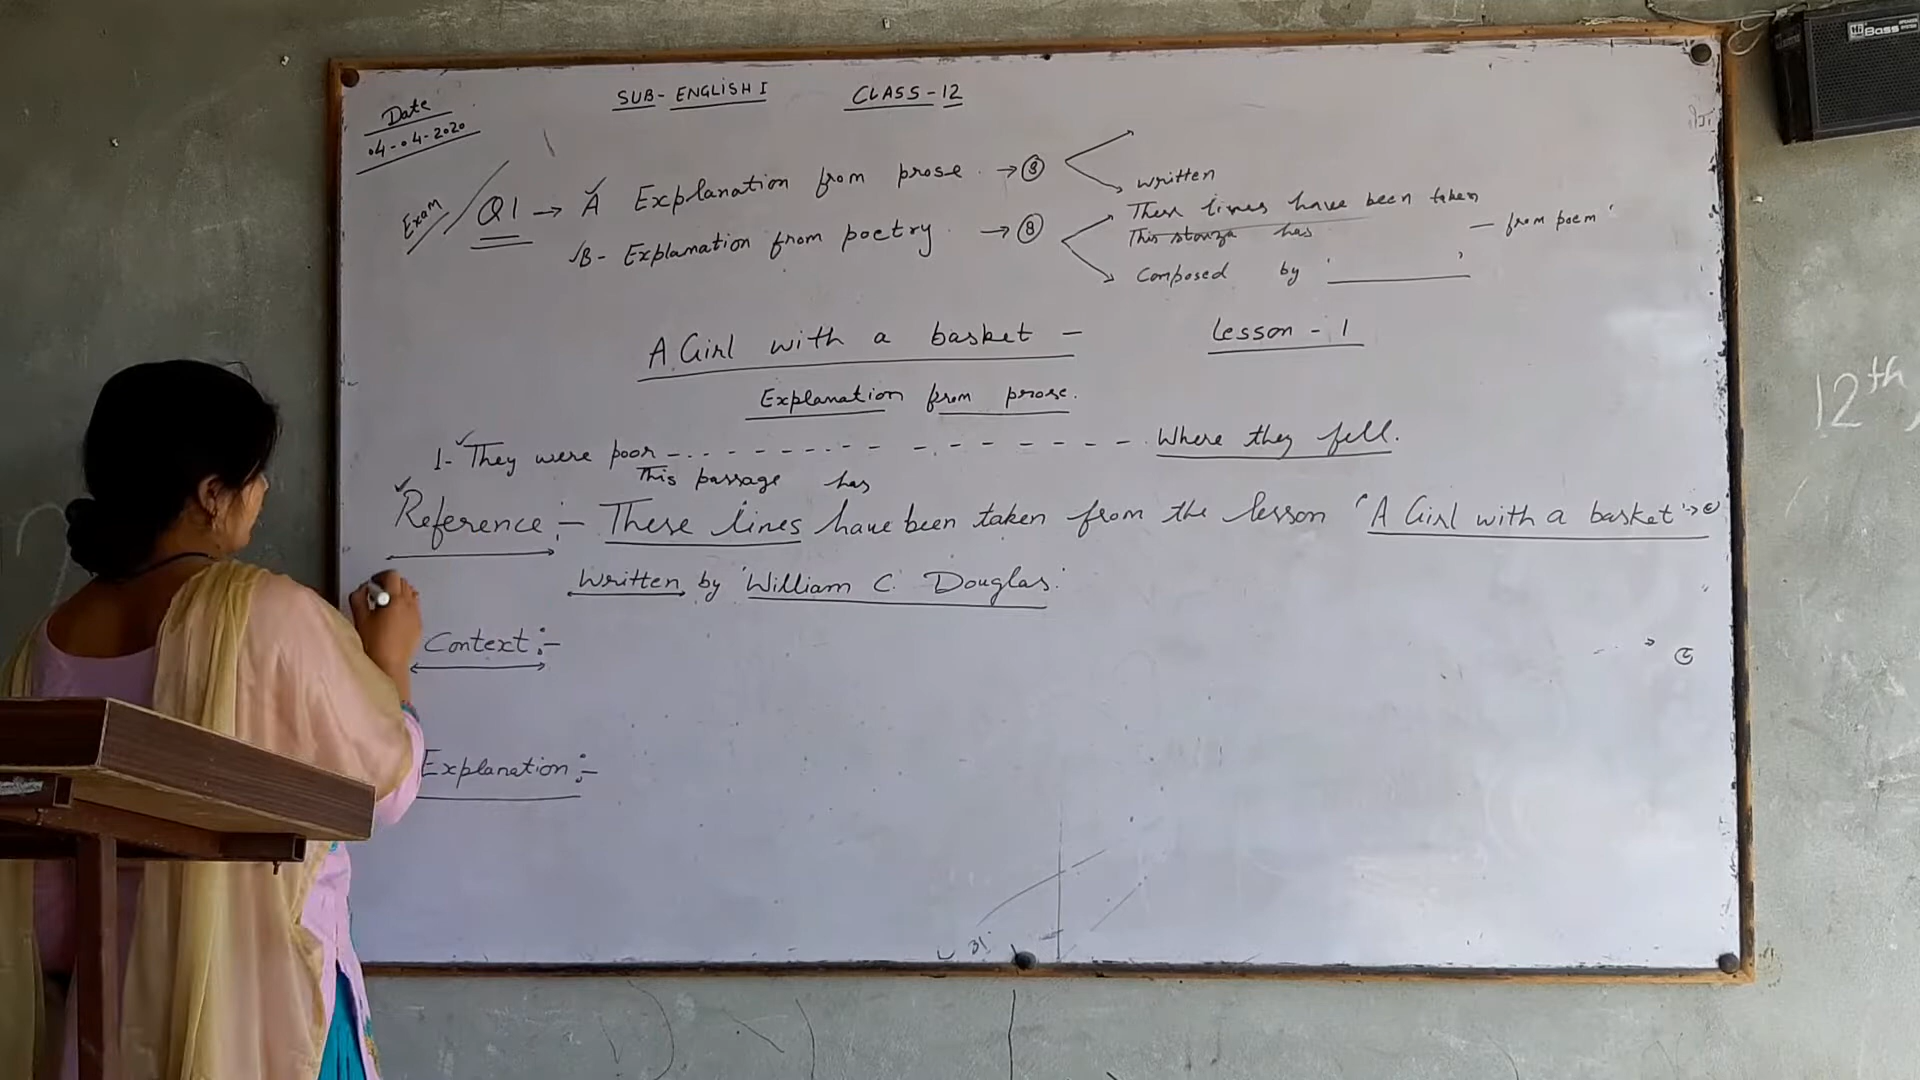 Date
04-04-2020
SUB- ENGLISH I
CLASS-12
Exam
Q1 → A Explanation from prose. → 8
written
B- Explanation from poetry → 8
These lines have been taken
This stanza has
— from poem '
Composed by '          '
A Girl with a basket –
Lesson - 1
Explanation from prose.
1- They were poor - - - - - - - - - - - - - - - Where they fell.
This passage has
Reference :- These lines have been taken from the lesson 'A Girl with a basket'
Written by 'William C. Douglas.'
Context :-
Explanation :-
12th,
Bass